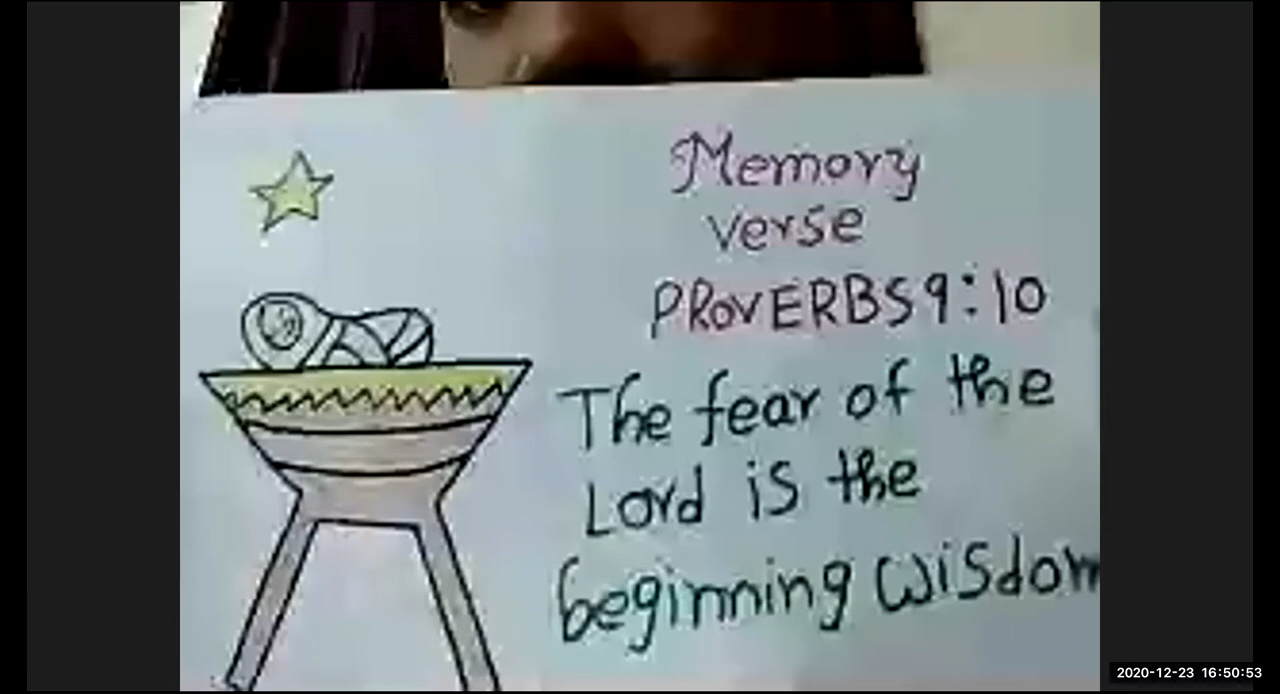 Memory
verse
PROVERBS 9:10
The fear of the
Lord is the
beginning wisdom
2020-12-23 16:50:53